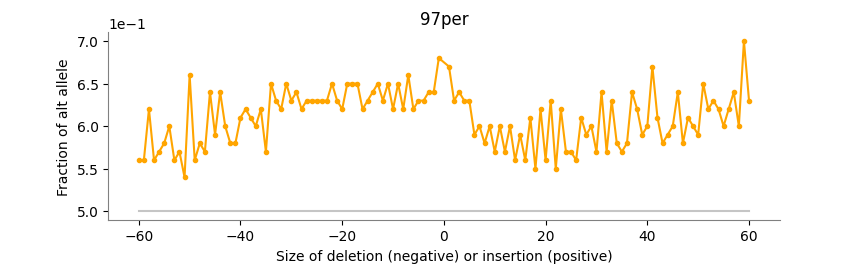 97per
1e−1
7.0
6.5
6.0
5.5
5.0
Fraction of alt allele
−60 −40 −20 0 20 40 60
Size of deletion (negative) or insertion (positive)